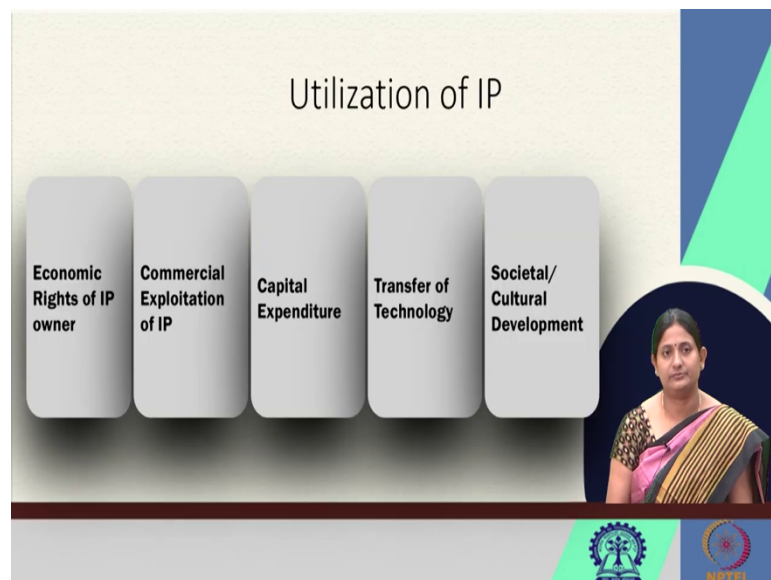 Utilization of IP
Economic
Rights of IP
owner
Commercial
Exploitation
of IP
Capital
Expenditure
Transfer of
Technology
Societal/
Cultural
Development
NPTEL